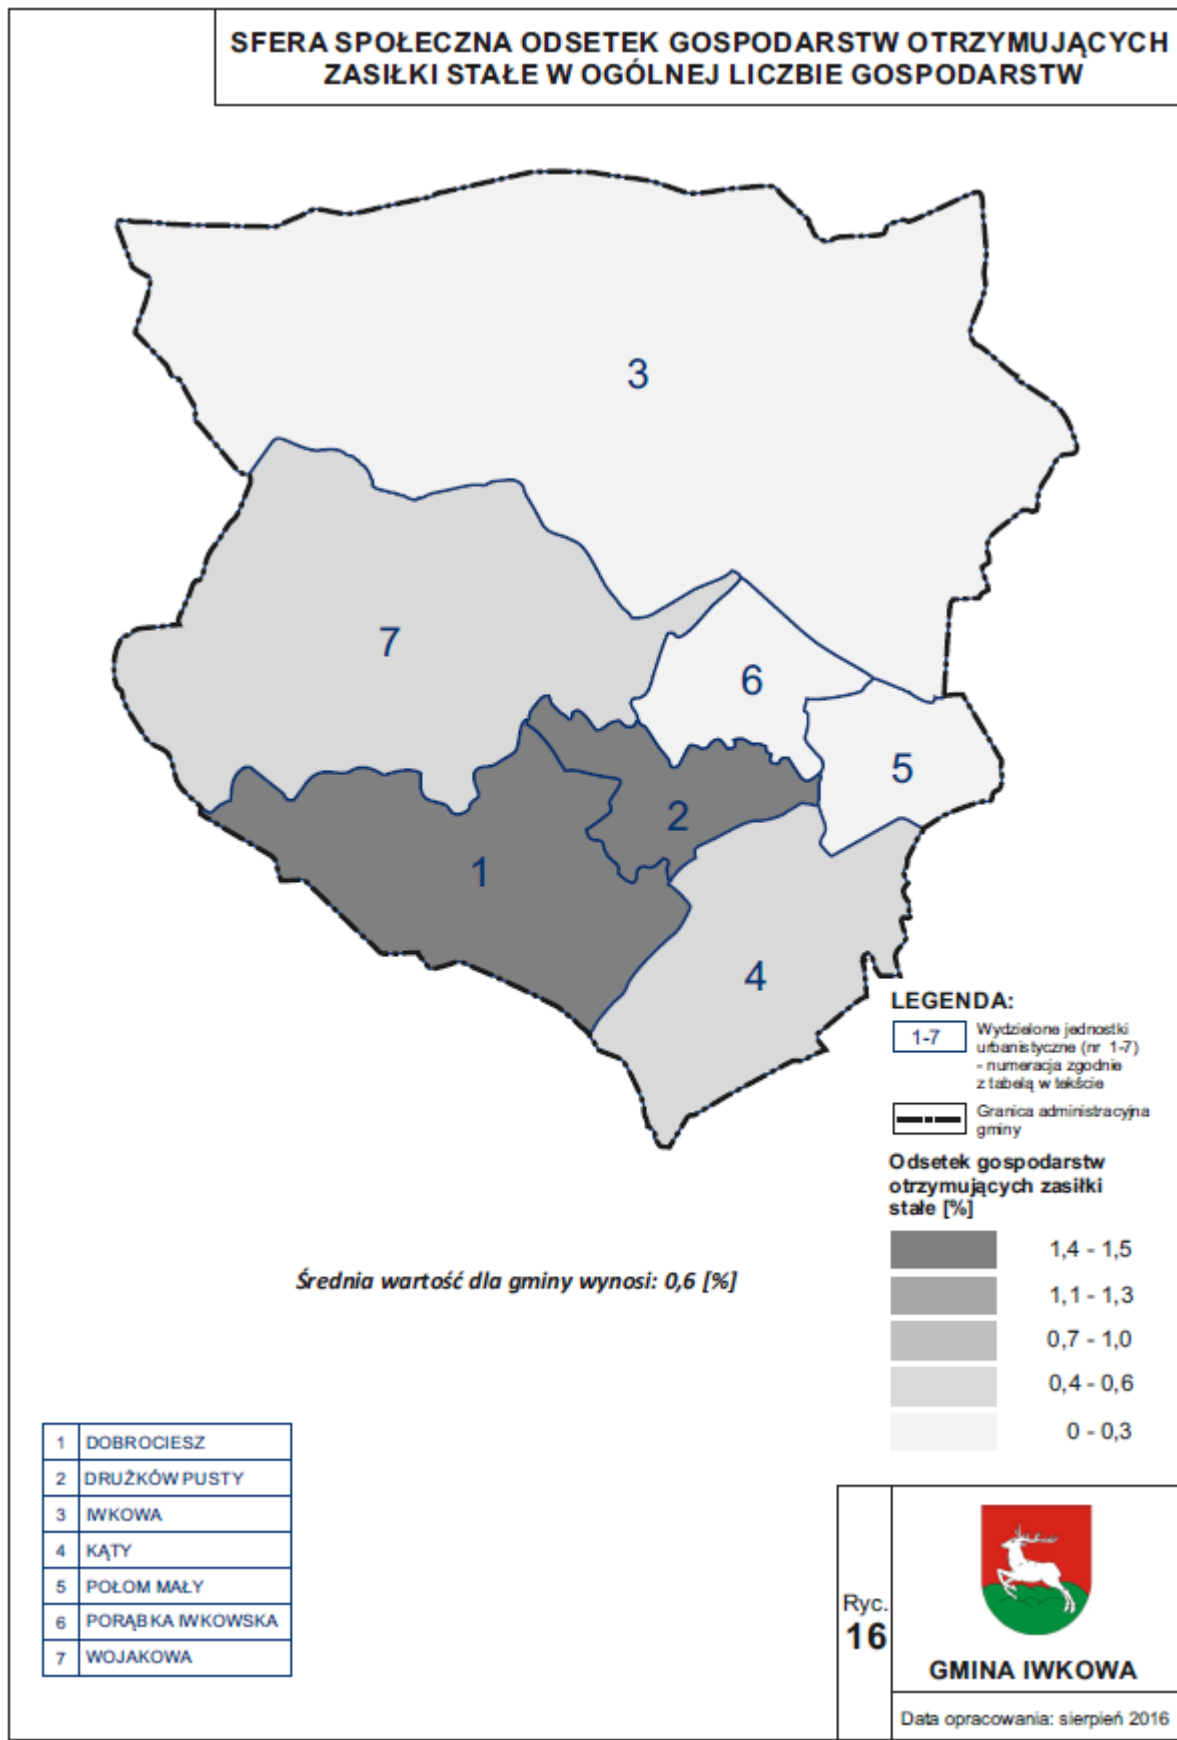 SFERA SPOŁECZNA ODSETEK GOSPODARSTW OTRZYMUJĄCYCH
ZASIŁKI STAŁE W OGÓLNEJ LICZBIE GOSPODARSTW
3
7
6
5
2
1
4
LEGENDA:
1-7
Wydzielone jednostki
urbanistyczne (nr 1-7)
- numeracja zgodnie
z tabelą w tekście
Granica administracyjna
gminy
Odsetek gospodarstw
otrzymujących zasiłki
stałe [%]
1,4 - 1,5
1,1 - 1,3
0,7 - 1,0
0,4 - 0,6
0 - 0,3
Średnia wartość dla gminy wynosi: 0,6 [%]
1 DOBROCIESZ
2 DRUŻKÓW PUSTY
3 IWKOWA
4 KĄTY
5 POŁOM MAŁY
6 PORĄBKA IWKOWSKA
7 WOJAKOWA
Ryc.
16
GMINA IWKOWA
Data opracowania: sierpień 2016